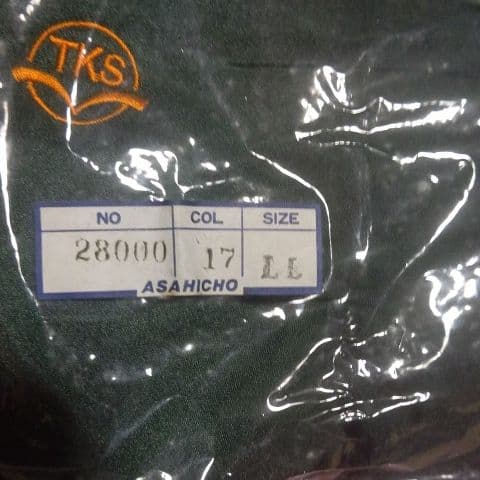 TKS
NO COL SIZE
28000 17 LL
ASAHICHO